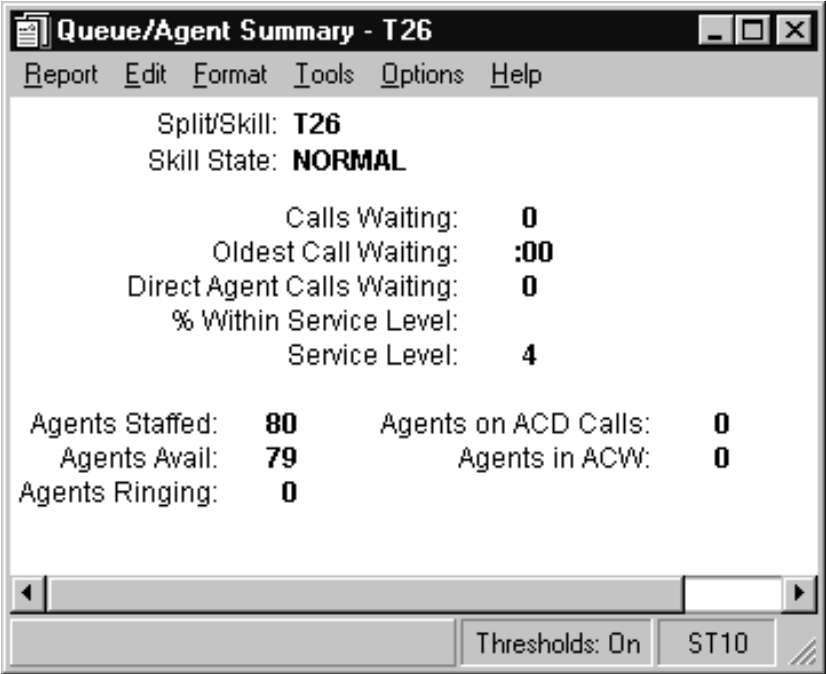 Queue/Agent Summary - T26
Report Edit Format Tools Options Help
Split/Skill: T26
Skill State: NORMAL
Calls Waiting: 0
Oldest Call Waiting: :00
Direct Agent Calls Waiting: 0
% Within Service Level:
Service Level: 4
Agents Staffed: 80 Agents on ACD Calls: 0
Agents Avail: 79 Agents in ACW: 0
Agents Ringing: 0
Thresholds: On ST10